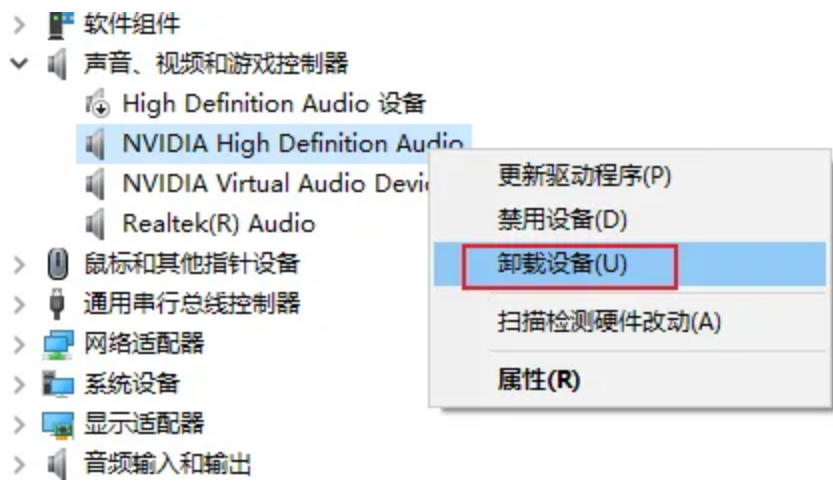 软件组件
声音、视频和游戏控制器
High Definition Audio 设备
NVIDIA High Definition Audio
NVIDIA Virtual Audio Devi
Realtek(R) Audio
鼠标和其他指针设备
通用串行总线控制器
网络适配器
系统设备
显示适配器
音频输入和输出
更新驱动程序(P)
禁用设备(D)
卸载设备(U)
扫描检测硬件改动(A)
属性(R)